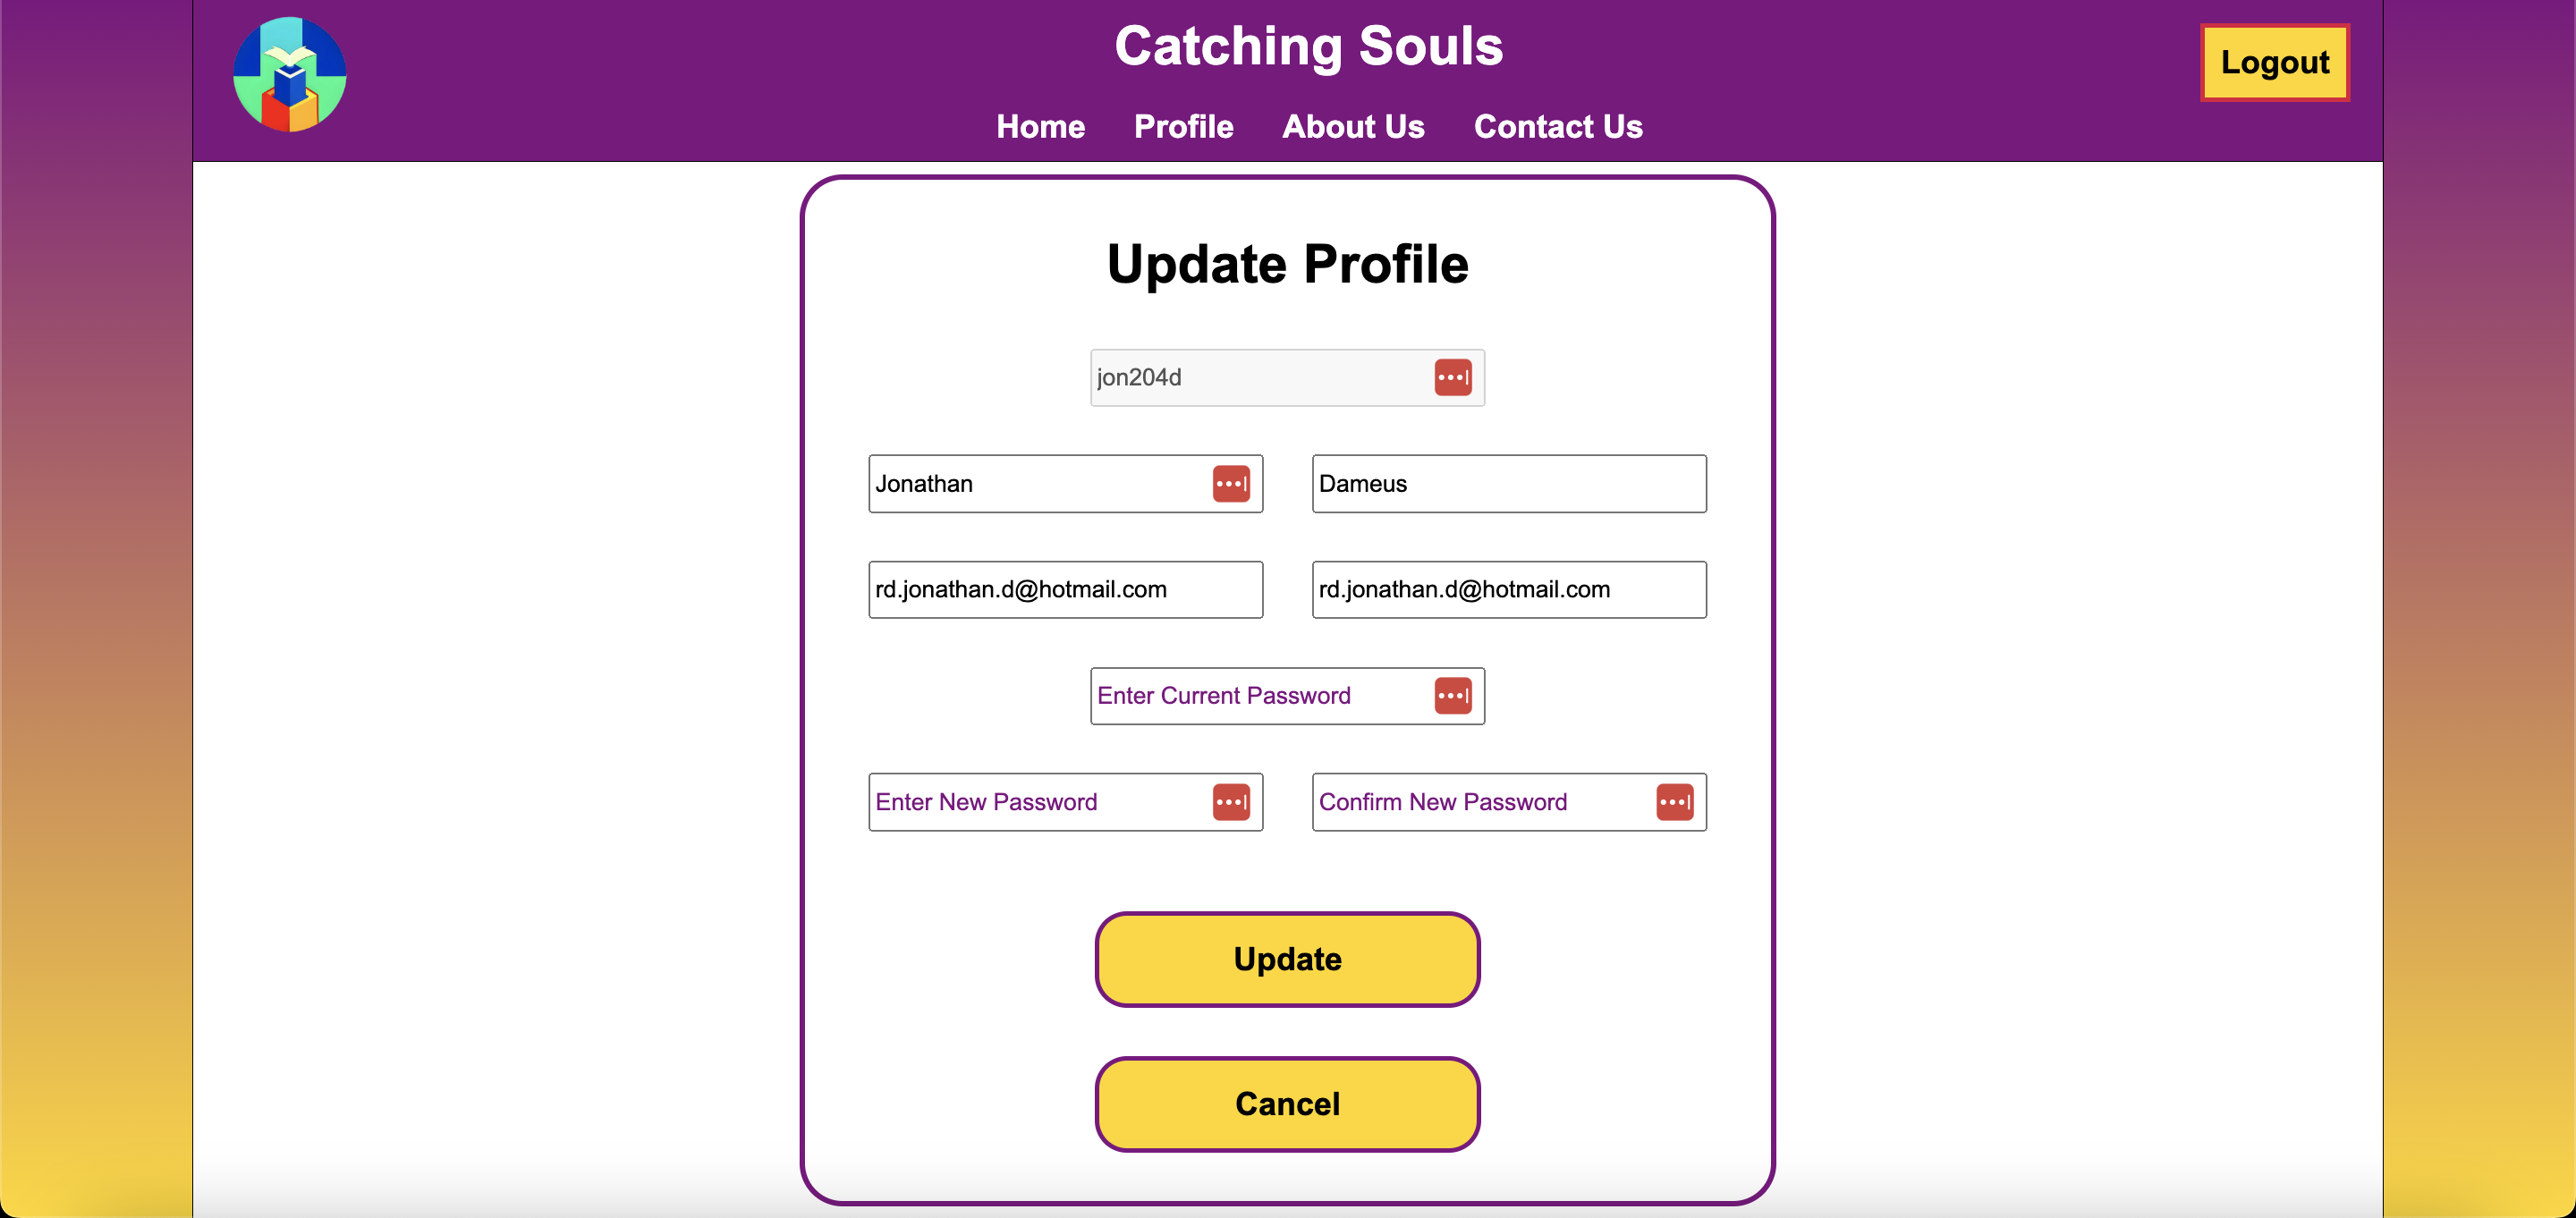 Catching Souls
Logout
Home Profile About Us Contact Us
Update Profile
jon204d
Jonathan Dameus
rd.jonathan.d@hotmail.com rd.jonathan.d@hotmail.com
Enter Current Password
Enter New Password Confirm New Password
Update
Cancel